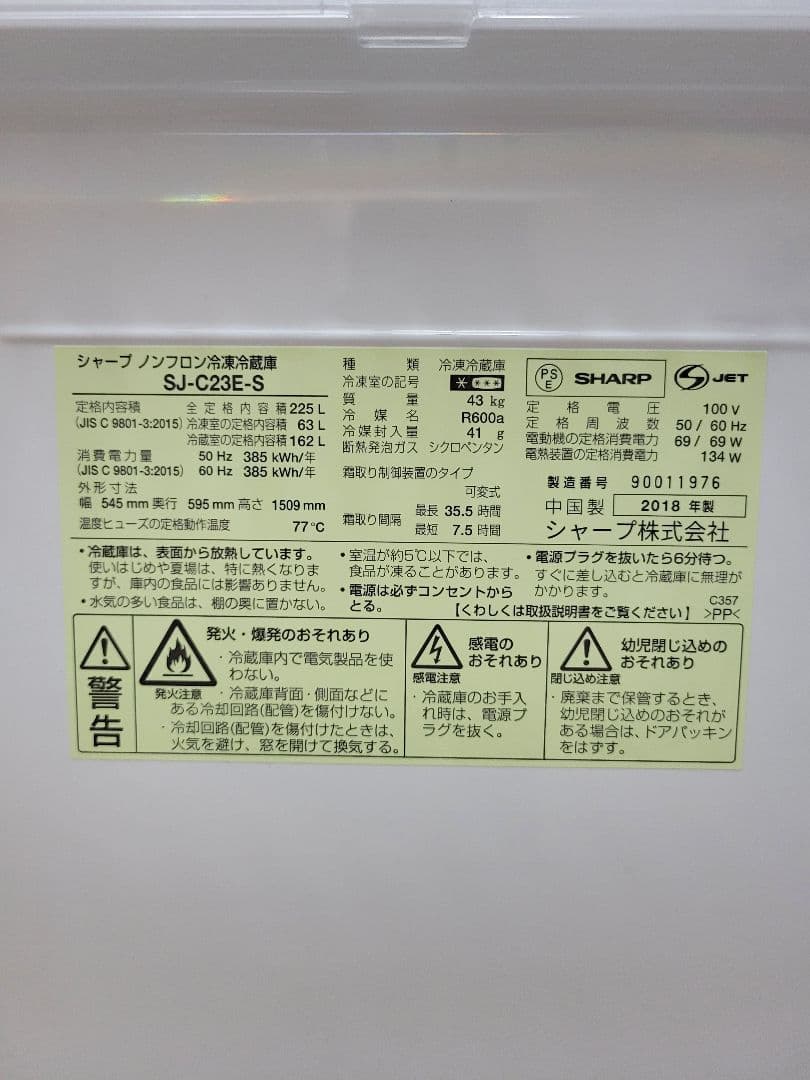 シャープ ノンフロン冷凍冷蔵庫
SJ-C23E-S
定格内容積 全定格内容積 225 L
(JIS C 9801-3:2015) 冷凍室の定格内容積 63 L
冷蔵室の定格内容積 162 L
消費電力量 50 Hz 385 kWh/年
(JIS C 9801-3:2015) 60 Hz 385 kWh/年
外形寸法
幅 545 mm 奥行 595 mm 高さ 1509 mm
温度ヒューズの定格動作温度 77℃
種類 冷凍冷蔵庫
冷凍室の記号
質量 43 kg
冷媒名 R600a
冷媒封入量 41 g
断熱発泡ガス シクロペンタン
霜取り制御装置のタイプ
可変式
霜取り間隔 最長 35.5 時間
最短 7.5 時間
PS E SHARP S JET
定格電圧 100 V
定格周波数 50 / 60 Hz
電動機の定格消費電力 69 / 69 W
電熱装置の定格消費電力 134 W
製造番号 90011976
中国製 2018 年製
シャープ株式会社
・冷蔵庫は、表面から放熱しています。
使いはじめや夏場は、特に熱くなりま
すが、庫内の食品には影響ありません。
・水気の多い食品は、棚の奥に置かない。
・室温が約5℃以下では、
食品が凍ることがあります。
・電源は必ずコンセントから
とる。
・電源プラグを抜いたら6分待つ。
すぐに差し込むと冷蔵庫に無理が
かかります。
【くわしくは取扱説明書をご覧ください】
C357
>PP<
警告
発火・爆発のおそれあり
発火注意
・冷蔵庫内で電気製品を使
わない。
・冷蔵庫背面・側面などに
ある冷却回路(配管)を傷付けない。
・冷却回路(配管)を傷付けたときは、
火気を避け、窓を開けて換気する。
感電の
おそれあり
感電注意
・冷蔵庫のお手入
れ時は、電源プ
ラグを抜く。
幼児閉じ込めの
おそれあり
閉じ込め注意
・廃棄まで保管するとき、
幼児閉じ込めのおそれが
ある場合は、ドアパッキン
をはずす。